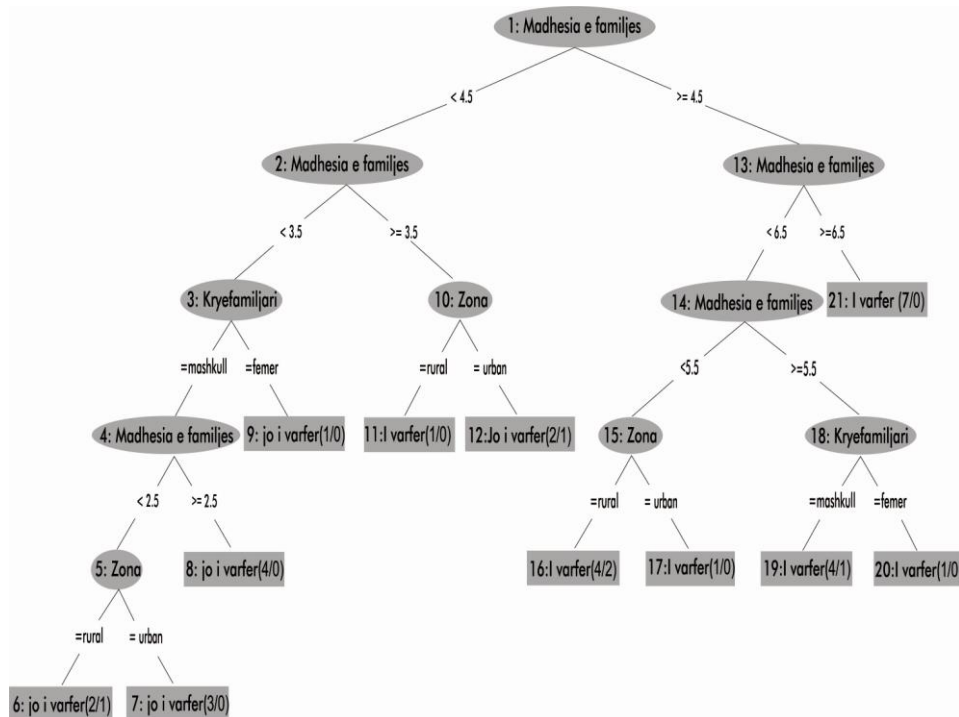 1: Madhesia e familjes
< 4.5
>= 4.5
2: Madhesia e familjes
13: Madhesia e familjes
< 3.5
>= 3.5
< 6.5
>=6.5
3: Kryefamiljari
10: Zona
14: Madhesia e familjes
21: I varfer (7/0)
=mashkull
=femer
=rural
= urban
<5.5
>=5.5
4: Madhesia e familjes
9: jo i varfer(1/0)
11:I varfer(1/0)
12:Jo i varfer(2/1)
15: Zona
18: Kryefamiljari
< 2.5
>= 2.5
=rural
= urban
=mashkull
=femer
5: Zona
8: jo i varfer(4/0)
16:I varfer(4/2)
17:I varfer(1/0)
19:I varfer(4/1)
20:I varfer(1/0
=rural
= urban
6: jo i varfer(2/1)
7: jo i varfer(3/0)